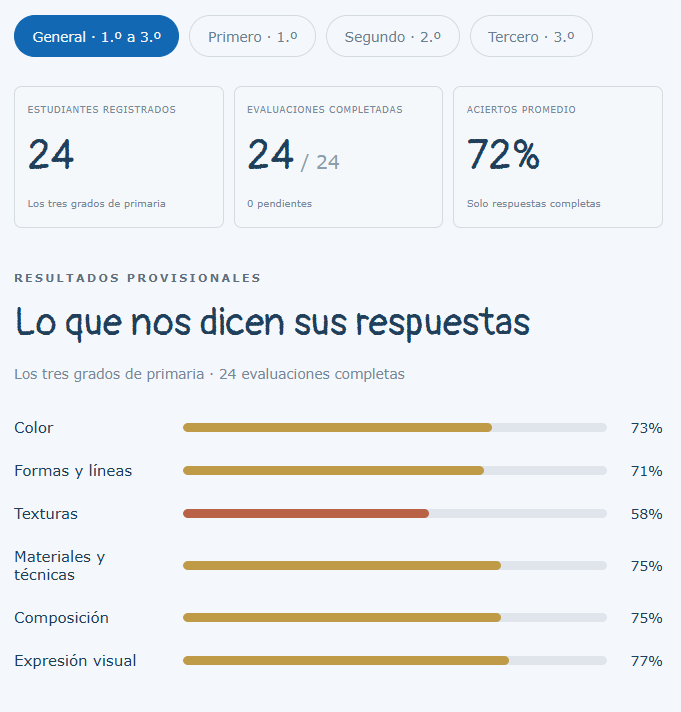 General · 1.º a 3.º
Primero · 1.º
Segundo · 2.º
Tercero · 3.º
ESTUDIANTES REGISTRADOS
24
Los tres grados de primaria
EVALUACIONES COMPLETADAS
24 / 24
0 pendientes
ACIERTOS PROMEDIO
72%
Solo respuestas completas
RESULTADOS PROVISIONALES
Lo que nos dicen sus respuestas
Los tres grados de primaria · 24 evaluaciones completas
Color 73%
Formas y líneas 71%
Texturas 58%
Materiales y
técnicas 75%
Composición 75%
Expresión visual 77%